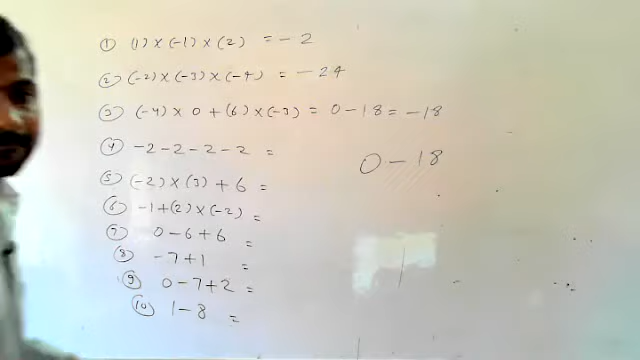 ① (1) × (-1) × (2) = - 2
② (-2) × (-3) × (-4) = - 24
③ (-4) × 0 + (6) × (-3) = 0 - 18 = - 18
④ -2 - 2 - 2 - 2 =
0 - 18
⑤ (-2) × (3) + 6 =
⑥ -1 + (2) × (-2) =
⑦ 0 - 6 + 6 =
⑧ -7 + 1 =
⑨ 0 - 7 + 2 =
⑩ 1 - 8 =